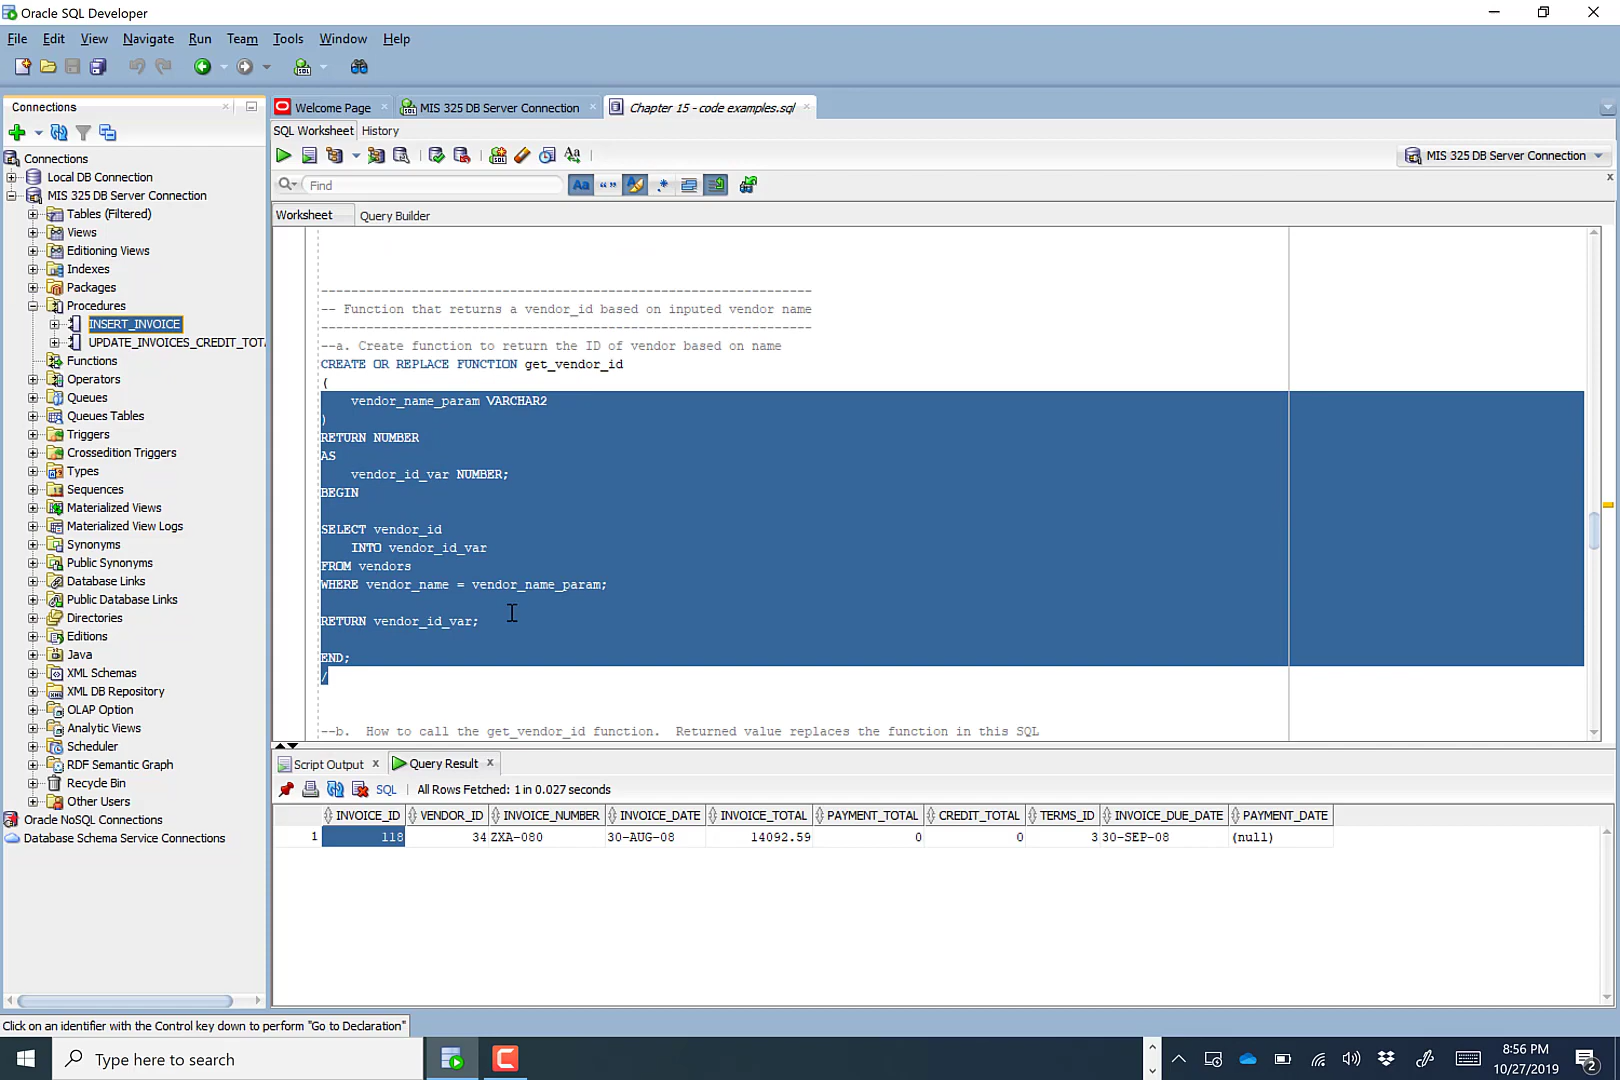 Oracle SQL Developer
File Edit View Navigate Run Team Tools Window Help
Connections
Welcome Page
MIS 325 DB Server Connection
Chapter 15 - code examples.sql
SQL Worksheet History
Aa
MIS 325 DB Server Connection
Find
Worksheet Query Builder
Connections
Local DB Connection
MIS 325 DB Server Connection
Tables (Filtered)
Views
Editioning Views
Indexes
Packages
Procedures
INSERT_INVOICE
UPDATE_INVOICES_CREDIT_TOT
Functions
Operators
Queues
Queues Tables
Triggers
Crossedition Triggers
Types
Sequences
Materialized Views
Materialized View Logs
Synonyms
Public Synonyms
Database Links
Public Database Links
Directories
Editions
Java
XML Schemas
XML DB Repository
OLAP Option
Analytic Views
Scheduler
RDF Semantic Graph
Recycle Bin
Other Users
Oracle NoSQL Connections
Database Schema Service Connections
-----------------------------------------------------------------
-- Function that returns a vendor_id based on inputed vendor name
-----------------------------------------------------------------
--a. Create function to return the ID of vendor based on name
CREATE OR REPLACE FUNCTION get_vendor_id
(
vendor_name_param VARCHAR2
)
RETURN NUMBER
AS
vendor_id_var NUMBER;
BEGIN
SELECT vendor_id
INTO vendor_id_var
FROM vendors
WHERE vendor_name = vendor_name_param;
RETURN vendor_id_var;
END;
/
--b. How to call the get_vendor_id function. Returned value replaces the function in this SQL
Script Output Query Result
SQL All Rows Fetched: 1 in 0.027 seconds
INVOICE_ID VENDOR_ID INVOICE_NUMBER INVOICE_DATE INVOICE_TOTAL PAYMENT_TOTAL CREDIT_TOTAL TERMS_ID INVOICE_DUE_DATE PAYMENT_DATE
1 118 34 ZXA-080 30-AUG-08 14092.59 0 0 3 30-SEP-08 (null)
Click on an identifier with the Control key down to perform "Go to Declaration"
Type here to search
8:56 PM
10/27/2019
2